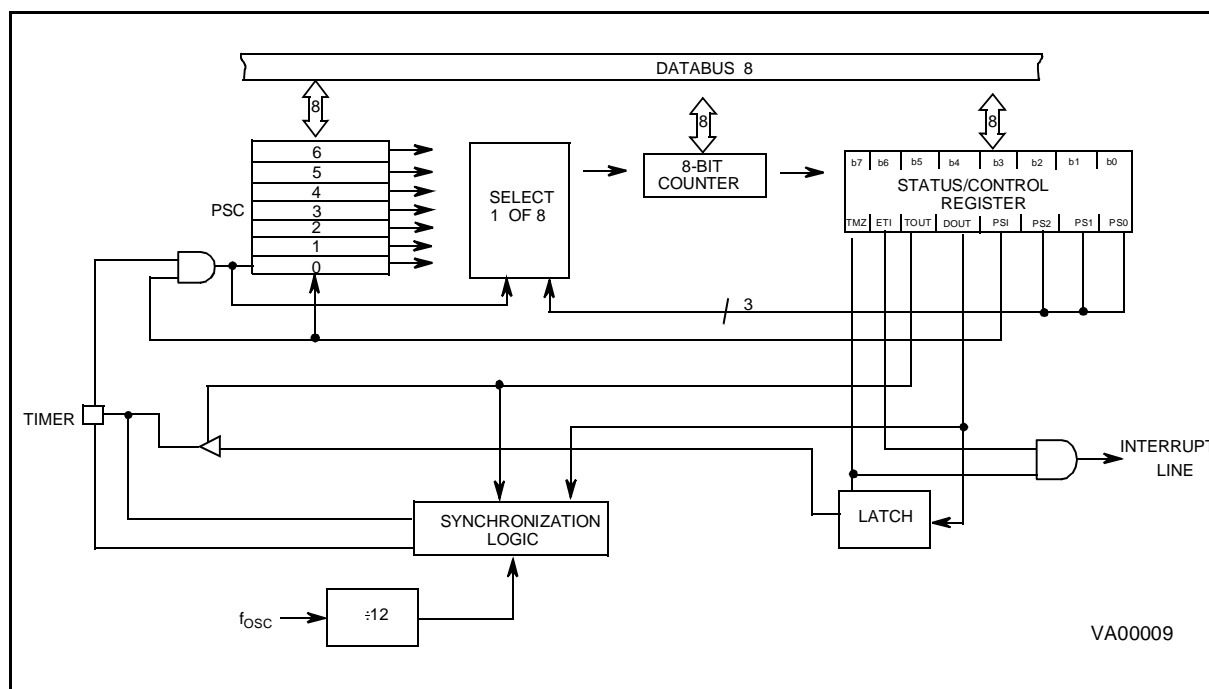 DATABUS 8
8
8
8
6
5
4
3
2
1
0
PSC
SELECT
1 OF 8
8-BIT
COUNTER
b7 b6 b5 b4 b3 b2 b1 b0
STATUS/CONTROL
REGISTER
TMZ ETI TOUT DOUT PSI PS2 PS1 PS0
3
TIMER
SYNCHRONIZATION
LOGIC
LATCH
INTERRUPT
LINE
fOSC
÷12
VA00009